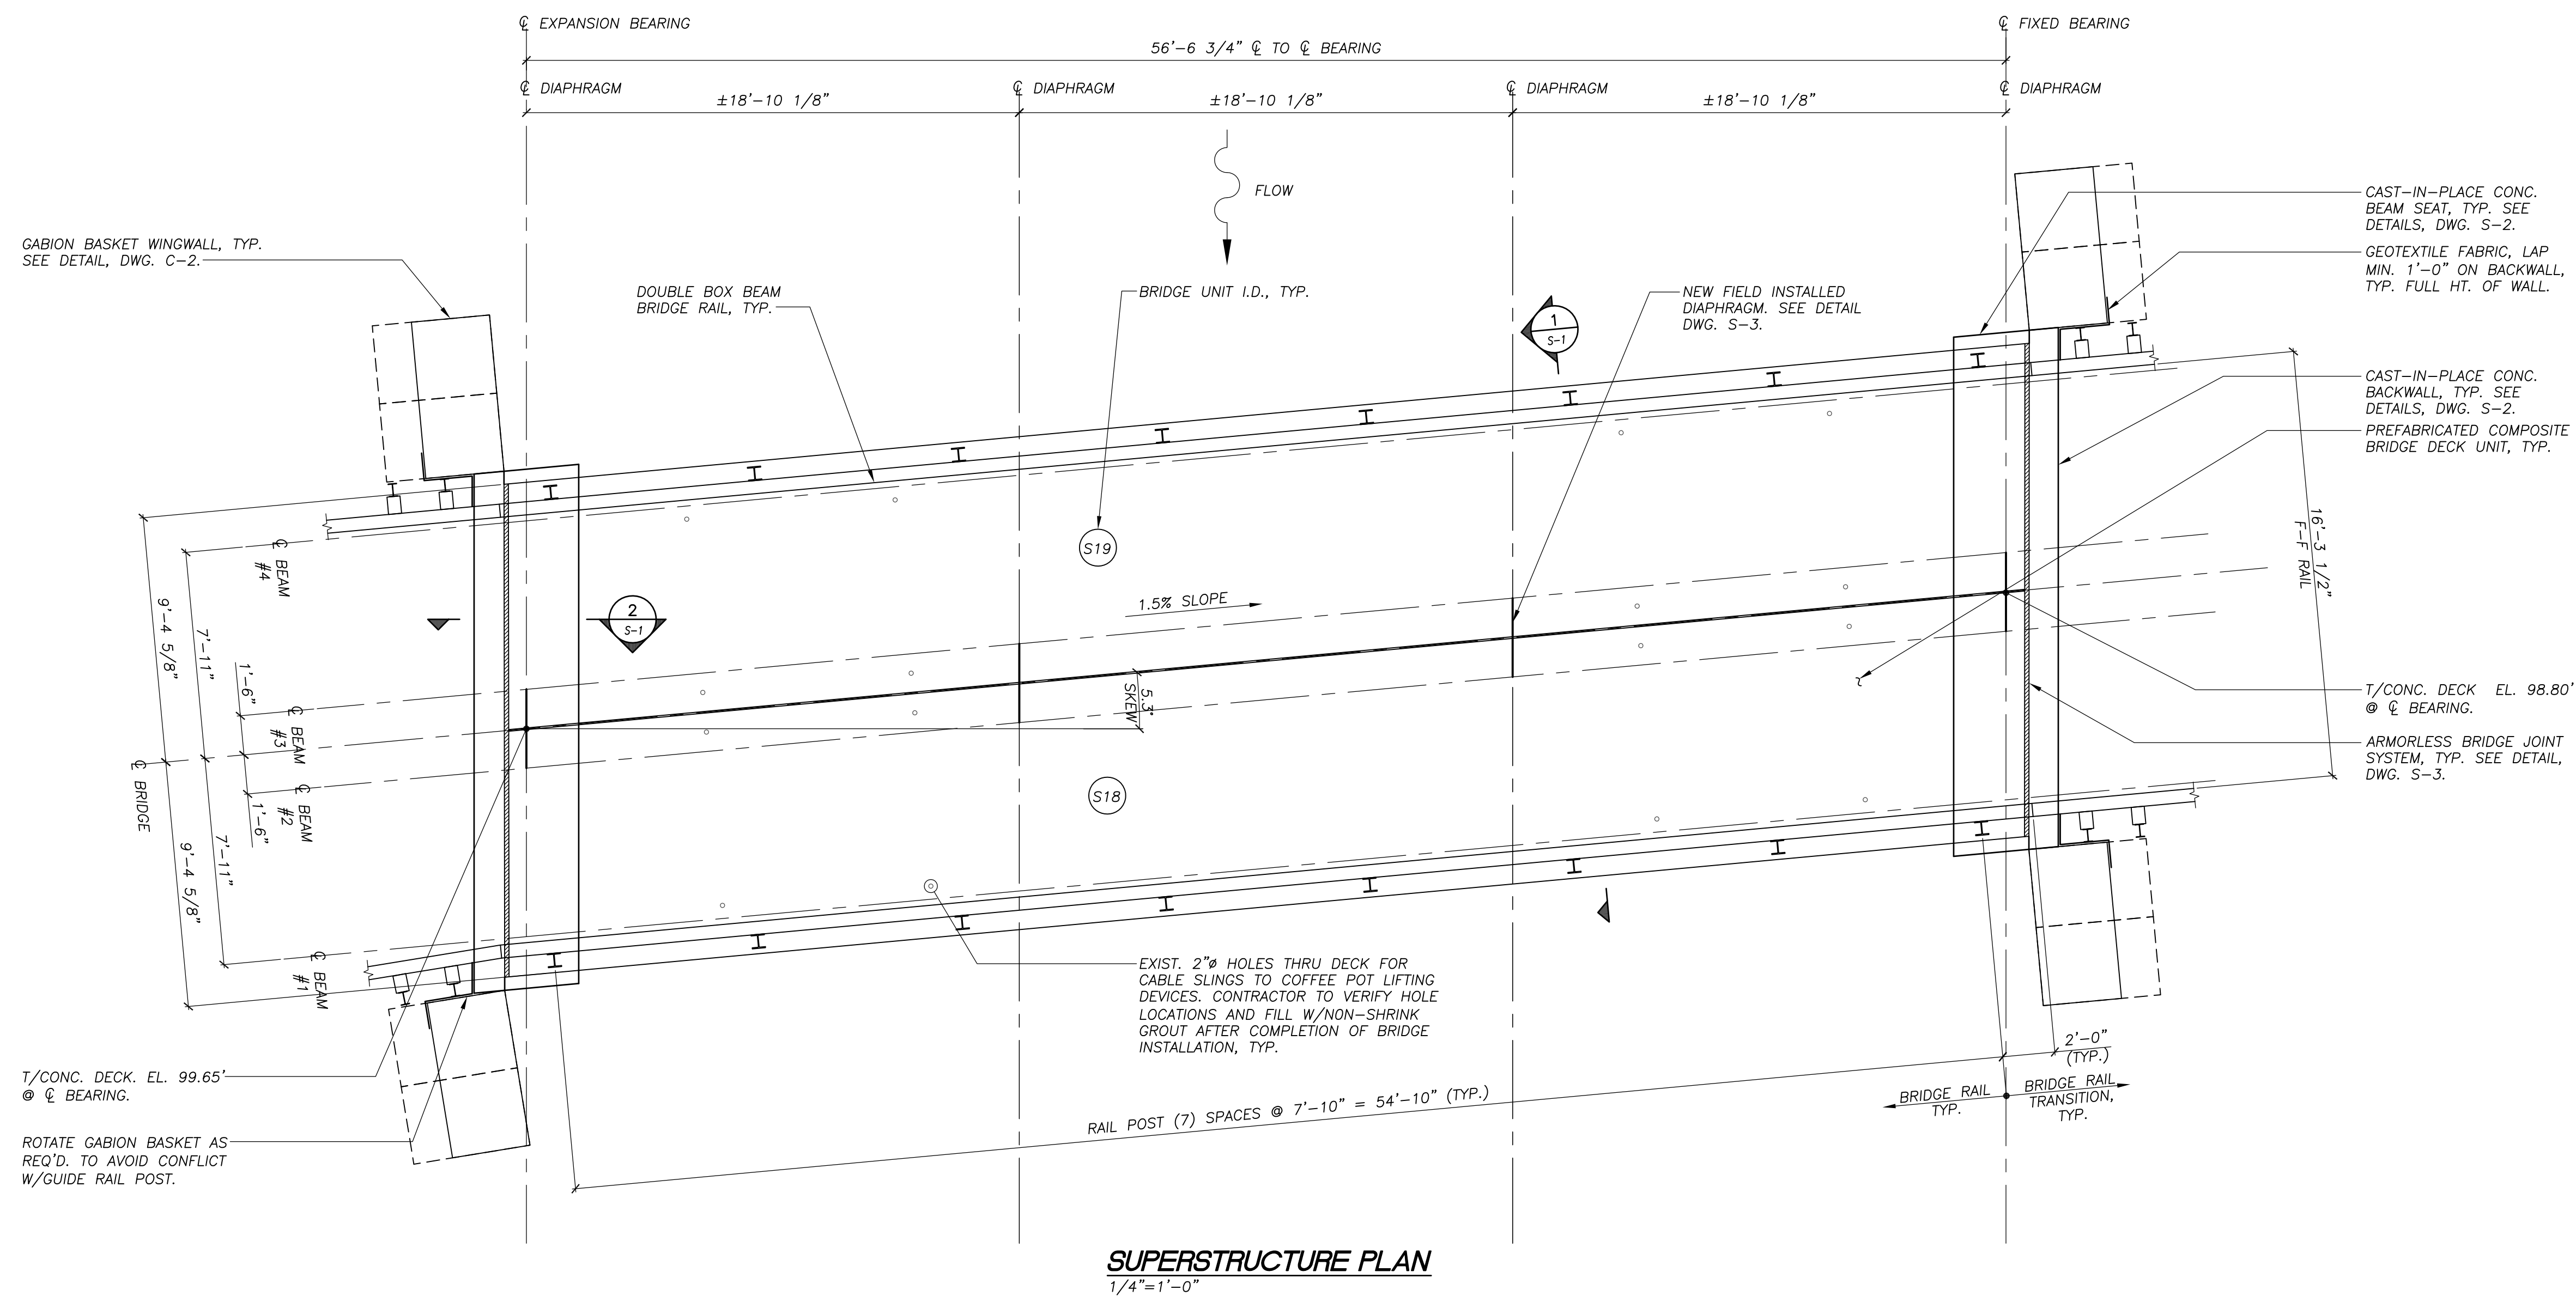 ℄ EXPANSION BEARING
℄ FIXED BEARING
56'-6 3/4" ℄ TO ℄ BEARING
℄ DIAPHRAGM
℄ DIAPHRAGM
℄ DIAPHRAGM
℄ DIAPHRAGM
±18'-10 1/8"
±18'-10 1/8"
±18'-10 1/8"
FLOW
GABION BASKET WINGWALL, TYP.
SEE DETAIL, DWG. C-2.
DOUBLE BOX BEAM
BRIDGE RAIL, TYP.
BRIDGE UNIT I.D., TYP.
NEW FIELD INSTALLED
DIAPHRAGM. SEE DETAIL
DWG. S-3.
1
S-1
CAST-IN-PLACE CONC.
BEAM SEAT, TYP. SEE
DETAILS, DWG. S-2.
GEOTEXTILE FABRIC, LAP
MIN. 1'-0" ON BACKWALL,
TYP. FULL HT. OF WALL.
CAST-IN-PLACE CONC.
BACKWALL, TYP. SEE
DETAILS, DWG. S-2.
PREFABRICATED COMPOSITE
BRIDGE DECK UNIT, TYP.
16'-3 1/2"
F-F RAIL
S19
℄ BEAM
#4
9'-4 5/8"
7'-11"
1'-6"
2
S-1
1.5% SLOPE
5.3°
SKEW
℄ BEAM
#3
℄ BRIDGE
℄ BEAM
#2
1'-6"
7'-11"
9'-4 5/8"
S18
℄ BEAM
#1
T/CONC. DECK EL. 98.80'
@ ℄ BEARING.
ARMORLESS BRIDGE JOINT
SYSTEM, TYP. SEE DETAIL,
DWG. S-3.
EXIST. 2"ø HOLES THRU DECK FOR
CABLE SLINGS TO COFFEE POT LIFTING
DEVICES. CONTRACTOR TO VERIFY HOLE
LOCATIONS AND FILL W/NON-SHRINK
GROUT AFTER COMPLETION OF BRIDGE
INSTALLATION, TYP.
T/CONC. DECK. EL. 99.65'
@ ℄ BEARING.
ROTATE GABION BASKET AS
REQ'D. TO AVOID CONFLICT
W/GUIDE RAIL POST.
RAIL POST (7) SPACES @ 7'-10" = 54'-10" (TYP.)
2'-0"
(TYP.)
BRIDGE RAIL
TYP.
BRIDGE RAIL
TRANSITION,
TYP.
SUPERSTRUCTURE PLAN
1/4"=1'-0"